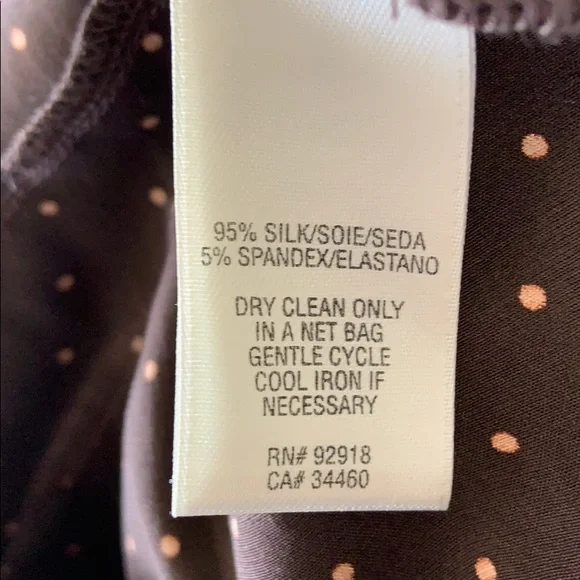 95% SILK/SOIE/SEDA
5% SPANDEX/ELASTANO
DRY CLEAN ONLY
IN A NET BAG
GENTLE CYCLE
COOL IRON IF
NECESSARY
RN# 92918
CA# 34460